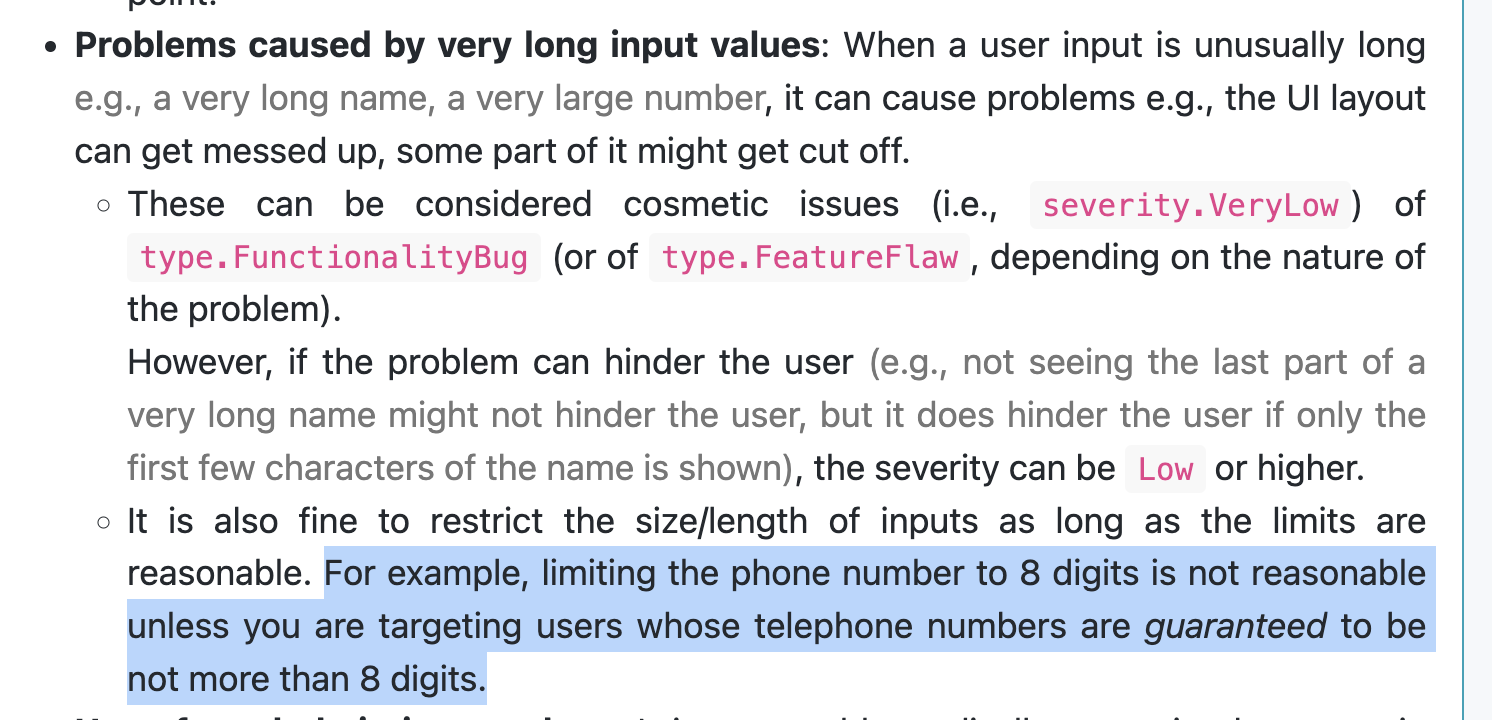 point.
• Problems caused by very long input values: When a user input is unusually long
e.g., a very long name, a very large number, it can cause problems e.g., the UI layout
can get messed up, some part of it might get cut off.
○ These can be considered cosmetic issues (i.e., severity.VeryLow) of
type.FunctionalityBug (or of type.FeatureFlaw, depending on the nature of
the problem).
However, if the problem can hinder the user (e.g., not seeing the last part of a
very long name might not hinder the user, but it does hinder the user if only the
first few characters of the name is shown), the severity can be Low or higher.
○ It is also fine to restrict the size/length of inputs as long as the limits are
reasonable. For example, limiting the phone number to 8 digits is not reasonable
unless you are targeting users whose telephone numbers are guaranteed to be
not more than 8 digits.